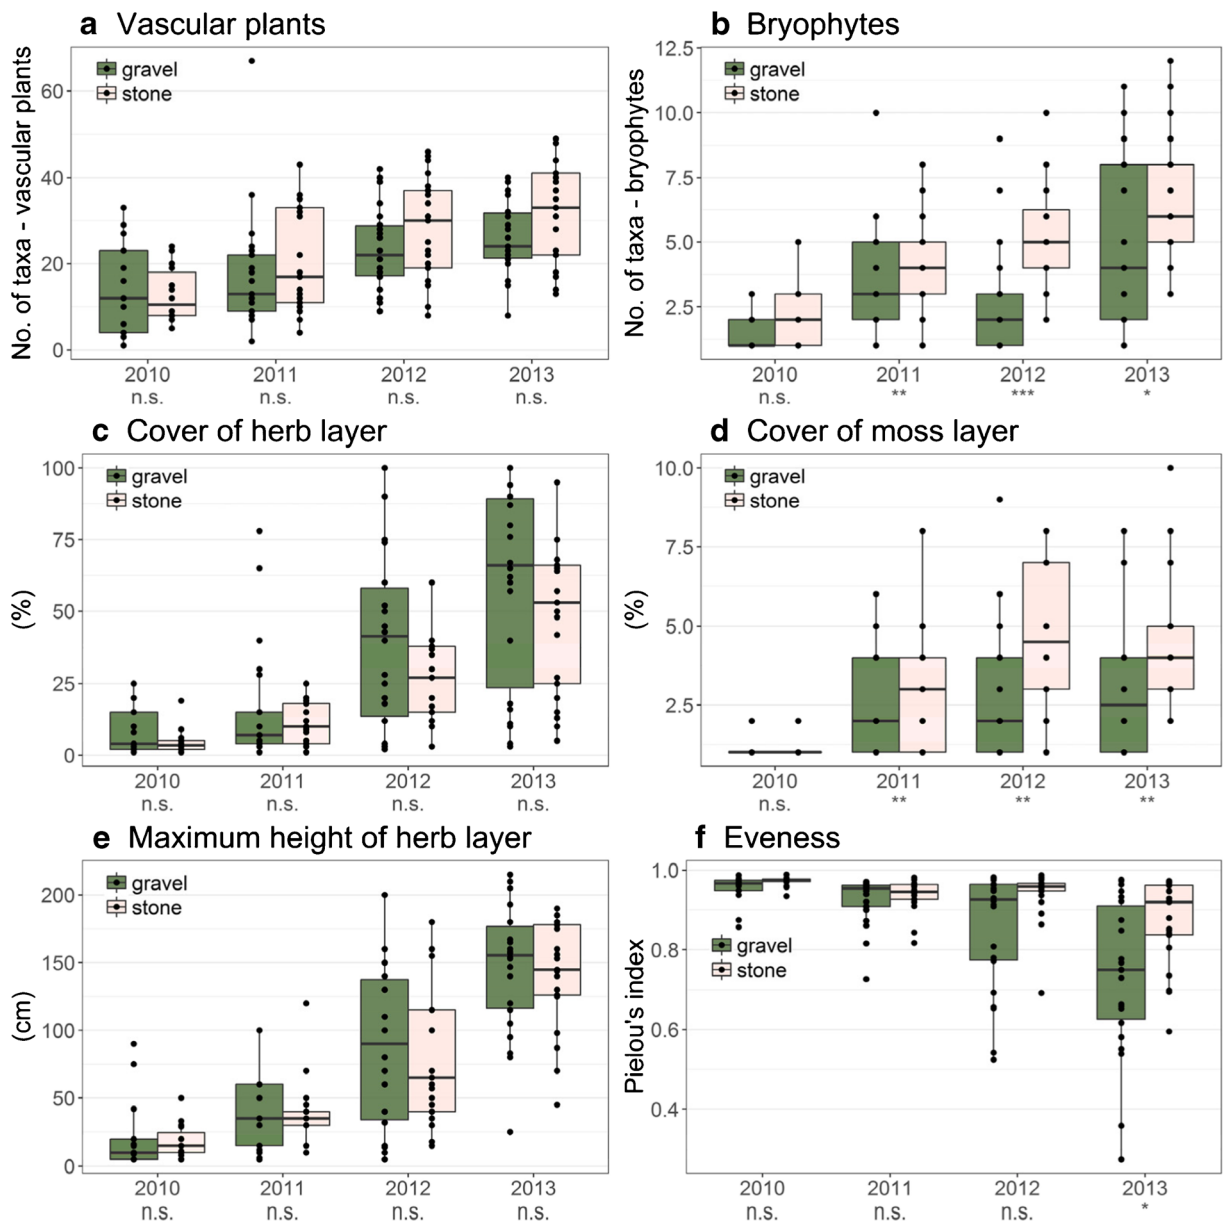 a Vascular plants
No. of taxa - vascular plants
60
40
20
0
gravel
stone
2010 2011 2012 2013
n.s. n.s. n.s. n.s.
b Bryophytes
No. of taxa - bryophytes
12.5
10.0
7.5
5.0
2.5
gravel
stone
2010 2011 2012 2013
n.s. ** *** *
c Cover of herb layer
(%)
100
75
50
25
0
gravel
stone
2010 2011 2012 2013
n.s. n.s. n.s. n.s.
d Cover of moss layer
(%)
10.0
7.5
5.0
2.5
gravel
stone
2010 2011 2012 2013
n.s. ** ** **
e Maximum height of herb layer
(cm)
200
150
100
50
0
gravel
stone
2010 2011 2012 2013
n.s. n.s. n.s. n.s.
f Eveness
Pielou's index
1.0
0.8
0.6
0.4
gravel
stone
2010 2011 2012 2013
n.s. n.s. n.s. *